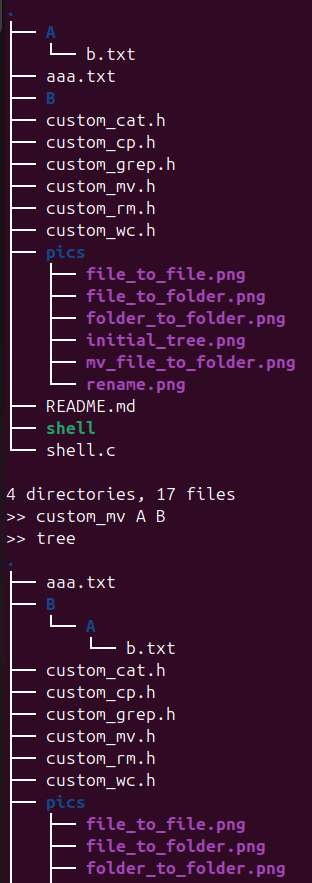 .
├── A
│   └── b.txt
├── aaa.txt
├── B
├── custom_cat.h
├── custom_cp.h
├── custom_grep.h
├── custom_mv.h
├── custom_rm.h
├── custom_wc.h
├── pics
│   ├── file_to_file.png
│   ├── file_to_folder.png
│   ├── folder_to_folder.png
│   ├── initial_tree.png
│   ├── mv_file_to_folder.png
│   └── rename.png
├── README.md
├── shell
└── shell.c
4 directories, 17 files
>> custom_mv A B
>> tree
.
├── aaa.txt
├── B
│   └── A
│       └── b.txt
├── custom_cat.h
├── custom_cp.h
├── custom_grep.h
├── custom_mv.h
├── custom_rm.h
├── custom_wc.h
├── pics
│   ├── file_to_file.png
│   ├── file_to_folder.png
│   ├── folder_to_folder.png